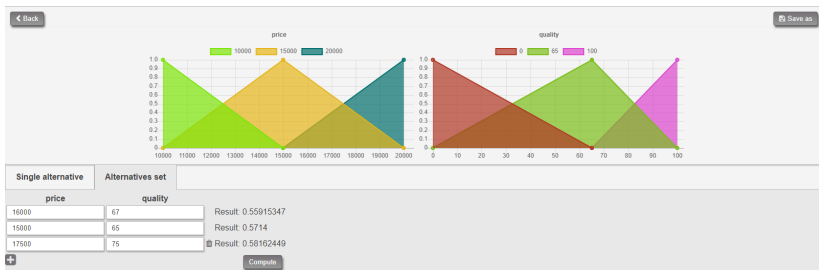 Back
Save as
price
quality
10000 15000 20000
0 65 100
1.0 1.0
0.9 0.9
0.8 0.8
0.7 0.7
0.6 0.6
0.5 0.5
0.4 0.4
0.3 0.3
0.2 0.2
0.1 0.1
0 0
10000 11000 12000 13000 14000 15000 16000 17000 18000 19000 20000
0 10 20 30 40 50 60 70 80 90 100
Single alternative Alternatives set
price quality
16000 67 Result: 0.55915347
15000 65 Result: 0.5714
17500 75 Result: 0.58162449
Compute